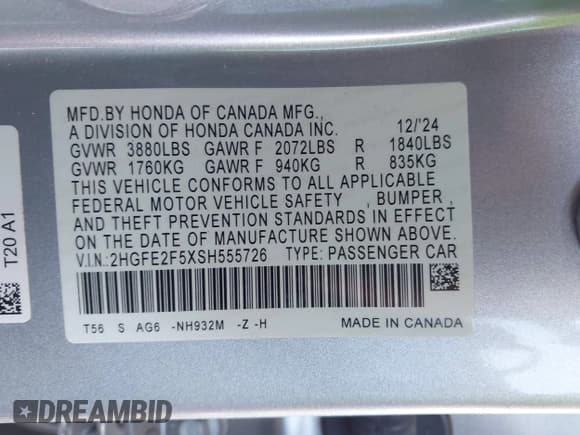 MFD.BY HONDA OF CANADA MFG.,
A DIVISION OF HONDA CANADA INC. 12/'24
GVWR 3880LBS GAWR F 2072LBS R 1840LBS
GVWR 1760KG GAWR F 940KG R 835KG
THIS VEHICLE CONFORMS TO ALL APPLICABLE
FEDERAL MOTOR VEHICLE SAFETY , BUMPER ,
AND THEFT PREVENTION STANDARDS IN EFFECT
ON THE DATE OF MANUFACTURE SHOWN ABOVE.
V.I.N.:2HGFE2F5XSH555726 TYPE: PASSENGER CAR
T56 S AG6 -NH932M -Z -H MADE IN CANADA
T20 A1
DREAMBID